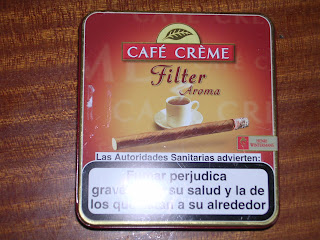 CAFÉ CRÈME
Filter
Aroma
Las Autoridades Sanitarias advierten:
Fumar perjudica
grave su salud y la de
los que están a su alrededor